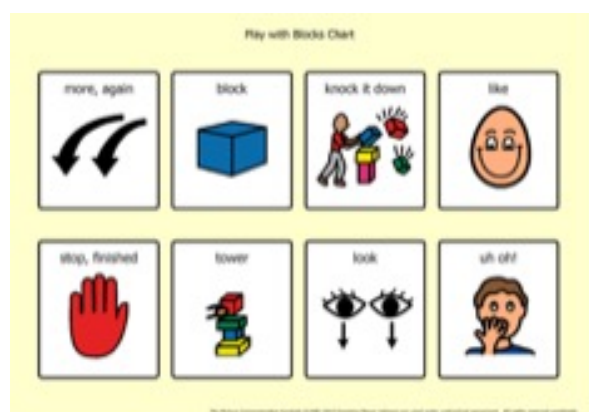 Play with Blocks Chart
more, again
block
knock it down
like
stop, finished
tower
look
uh oh!